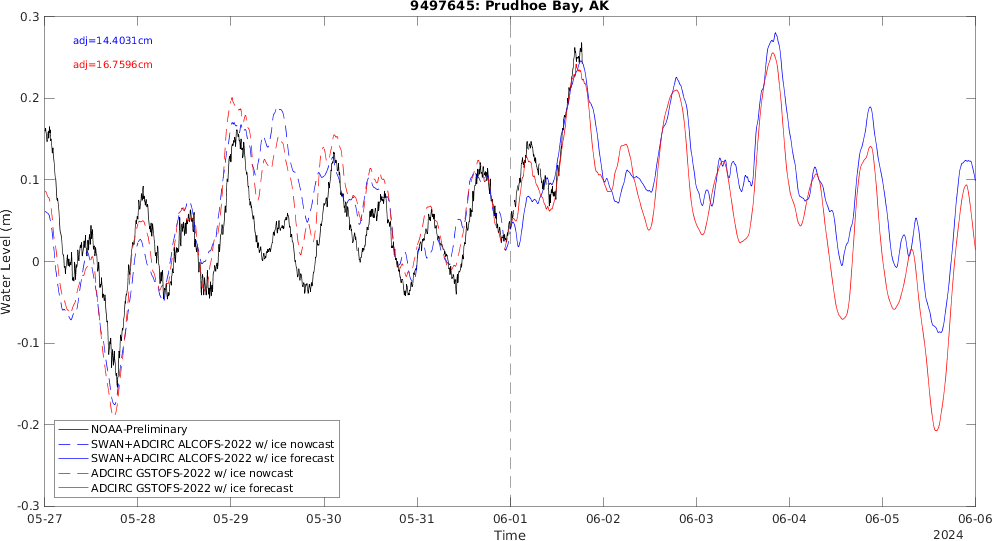 9497645: Prudhoe Bay, AK
adj=14.4031cm
adj=16.7596cm
0.3
0.2
0.1
0
-0.1
-0.2
-0.3
Water Level (m)
NOAA-Preliminary
SWAN+ADCIRC ALCOFS-2022 w/ ice nowcast
SWAN+ADCIRC ALCOFS-2022 w/ ice forecast
ADCIRC GSTOFS-2022 w/ ice nowcast
ADCIRC GSTOFS-2022 w/ ice forecast
05-27 05-28 05-29 05-30 05-31 06-01 06-02 06-03 06-04 06-05 06-06
Time
2024